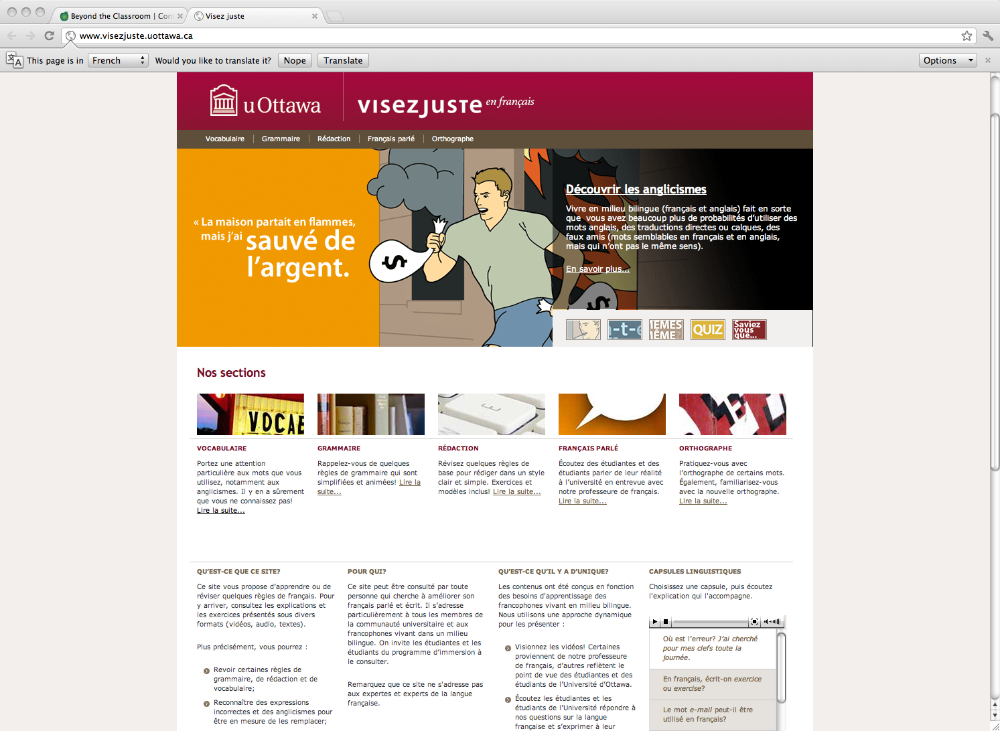 Beyond the Classroom | Con
Visez juste
www.visezjuste.uottawa.ca
This page is in French Would you like to translate it? Nope Translate Options
uOttawa
visezjuste en français
Vocabulaire Grammaire Rédaction Français parlé Orthographe
« La maison partait en flammes,
mais j'ai sauvé de
l'argent.
$
$
Découvrir les anglicismes
Vivre en milieu bilingue (français et anglais) fait en sorte
que vous avez beaucoup plus de probabilités d'utiliser des
mots anglais, des traductions directes ou calques, des
faux amis (mots semblables en français et en anglais,
mais qui n'ont pas le même sens).
En savoir plus...
-t-
MEMES
MÊME?
QUIZ
Saviez
vous
que...
Nos sections
VOCAB
VOCABULAIRE
Portez une attention
particulière aux mots que vous
utilisez, notamment aux
anglicismes. Il y en a sûrement
que vous ne connaissez pas!
Lire la suite...
GRAMMAIRE
Rappelez-vous de quelques
règles de grammaire qui sont
simplifiées et animées! Lire la
suite...
E
RÉDACTION
Révisez quelques règles de
base pour rédiger dans un style
clair et simple. Exercices et
modèles inclus! Lire la suite...
FRANÇAIS PARLÉ
Écoutez des étudiantes et des
étudiants parler de leur réalité
à l'université en entrevue avec
notre professeure de français.
Lire la suite...
ORTHOGRAPHE
Pratiquez-vous avec
l'orthographe de certains mots.
Également, familiarisez-vous
avec la nouvelle orthographe.
Lire la suite...
QU'EST-CE QUE CE SITE?
Ce site vous propose d'apprendre ou de
réviser quelques règles de français. Pour
y arriver, consultez les explications et
les exercices présentés sous divers
formats (vidéos, audio, textes).
Plus précisément, vous pourrez :
Revoir certaines règles de
grammaire, de rédaction et de
vocabulaire;
Reconnaître des expressions
incorrectes et des anglicismes pour
être en mesure de les remplacer;
POUR QUI?
Ce site peut être consulté par toute
personne qui cherche à améliorer son
français parlé et écrit. Il s'adresse
particulièrement à tous les membres de
la communauté universitaire et aux
francophones vivant dans un milieu
bilingue. On invite les étudiantes et les
étudiants du programme d'immersion à
le consulter.
Remarquez que ce site ne s'adresse pas
aux expertes et experts de la langue
française.
QU'EST-CE QU'IL Y A D'UNIQUE?
Les contenus ont été conçus en fonction
des besoins d'apprentissage des
francophones vivant en milieu bilingue.
Nous utilisons une approche dynamique
pour les présenter :
Visionnez les vidéos! Certaines
proviennent de notre professeure
de français, d'autres reflètent le
point de vue des étudiantes et des
étudiants de l'Université d'Ottawa.
Écoutez les étudiantes et les
étudiants de l'Université répondre à
nos questions sur la langue
française et s'exprimer à leur
CAPSULES LINGUISTIQUES
Choisissez une capsule, puis écoutez
l'explication qui l'accompagne.
Où est l'erreur? J'ai cherché
pour mes clefs toute la
journée.
En français, écrit-on exercice
ou exercise?
Le mot e-mail peut-il être
utilisé en français?